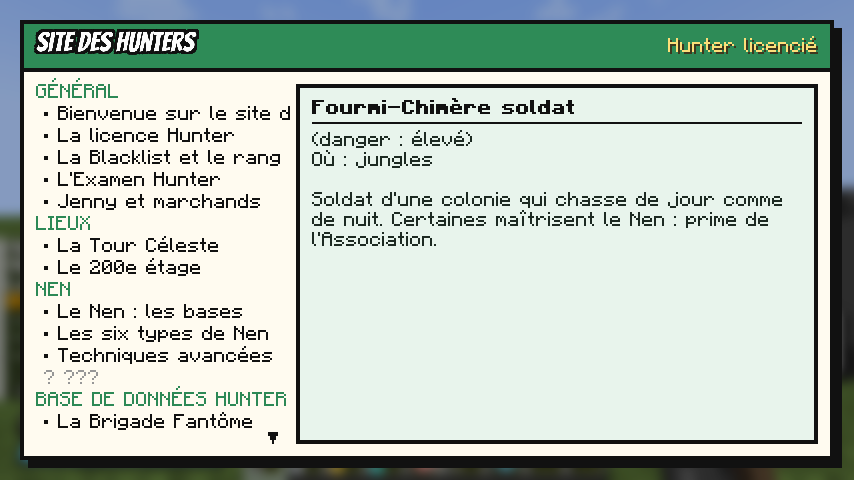 SITE DES HUNTERS
Hunter licencié
GÉNÉRAL
• Bienvenue sur le site d
• La licence Hunter
• La Blacklist et le rang
• L'Examen Hunter
• Jenny et marchands
LIEUX
• La Tour Céleste
• Le 200e étage
NEN
• Le Nen : les bases
• Les six types de Nen
• Techniques avancées
? ???
BASE DE DONNÉES HUNTER
• La Brigade Fantôme
Fourmi-Chimère soldat
(danger : élevé)
Où : jungles
Soldat d'une colonie qui chasse de jour comme
de nuit. Certaines maîtrisent le Nen : prime de
l'Association.